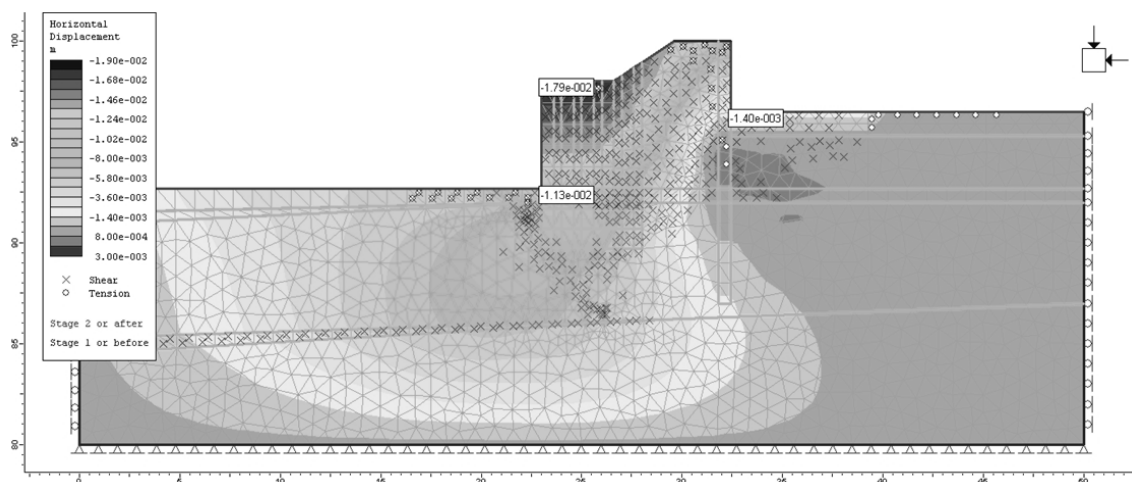 Horizontal
Displacement
m
-1.90e-002
-1.68e-002
-1.46e-002
-1.24e-002
-1.02e-002
-8.00e-003
-5.80e-003
-3.60e-003
-1.40e-003
8.00e-004
3.00e-003
Shear
Tension
Stage 2 or after
Stage 1 or before
-1.79e-002
-1.40e-003
-1.13e-002
100
95
90
85
80
0 5 10 15 20 25 30 35 40 45 50